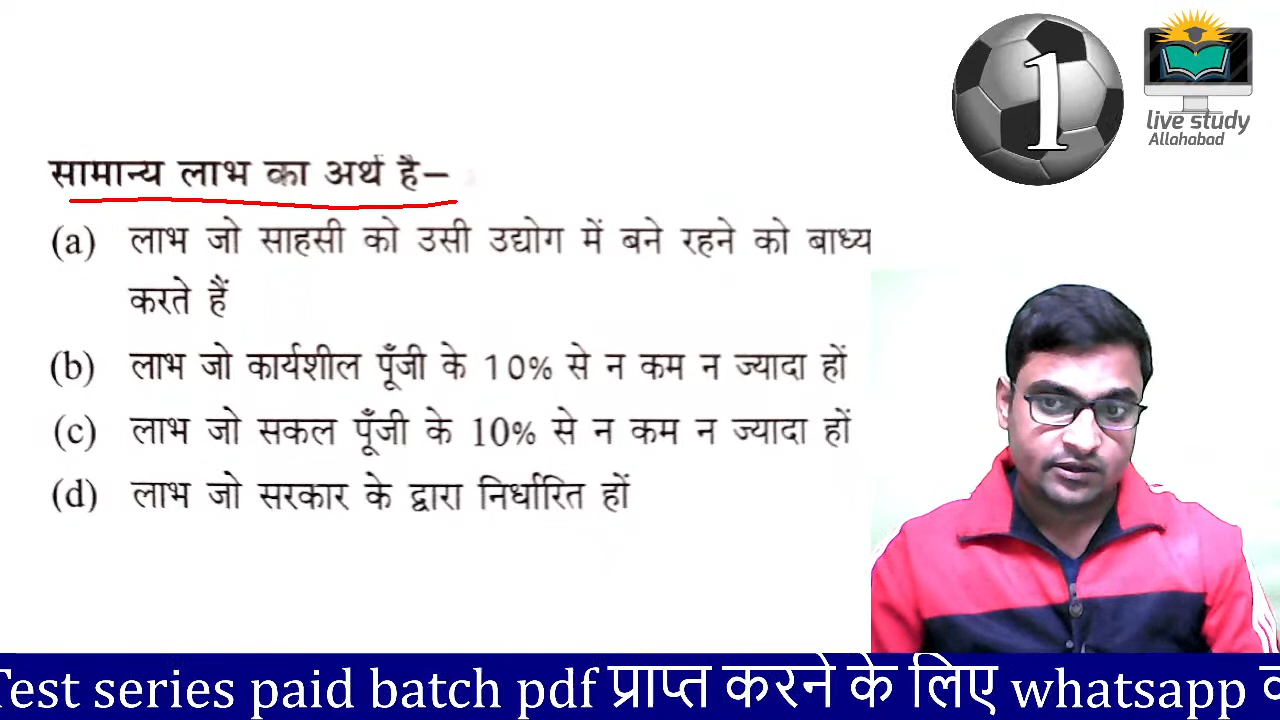 1
live study
Allahabad
सामान्य लाभ का अर्थ है–
(a) लाभ जो साहसी को उसी उद्योग में बने रहने को बाध्य
करते हैं
(b) लाभ जो कार्यशील पूँजी के 10% से न कम न ज्यादा हों
(c) लाभ जो सकल पूँजी के 10% से न कम न ज्यादा हों
(d) लाभ जो सरकार के द्वारा निर्धारित हों
Test series paid batch pdf प्राप्त करने के लिए whatsapp